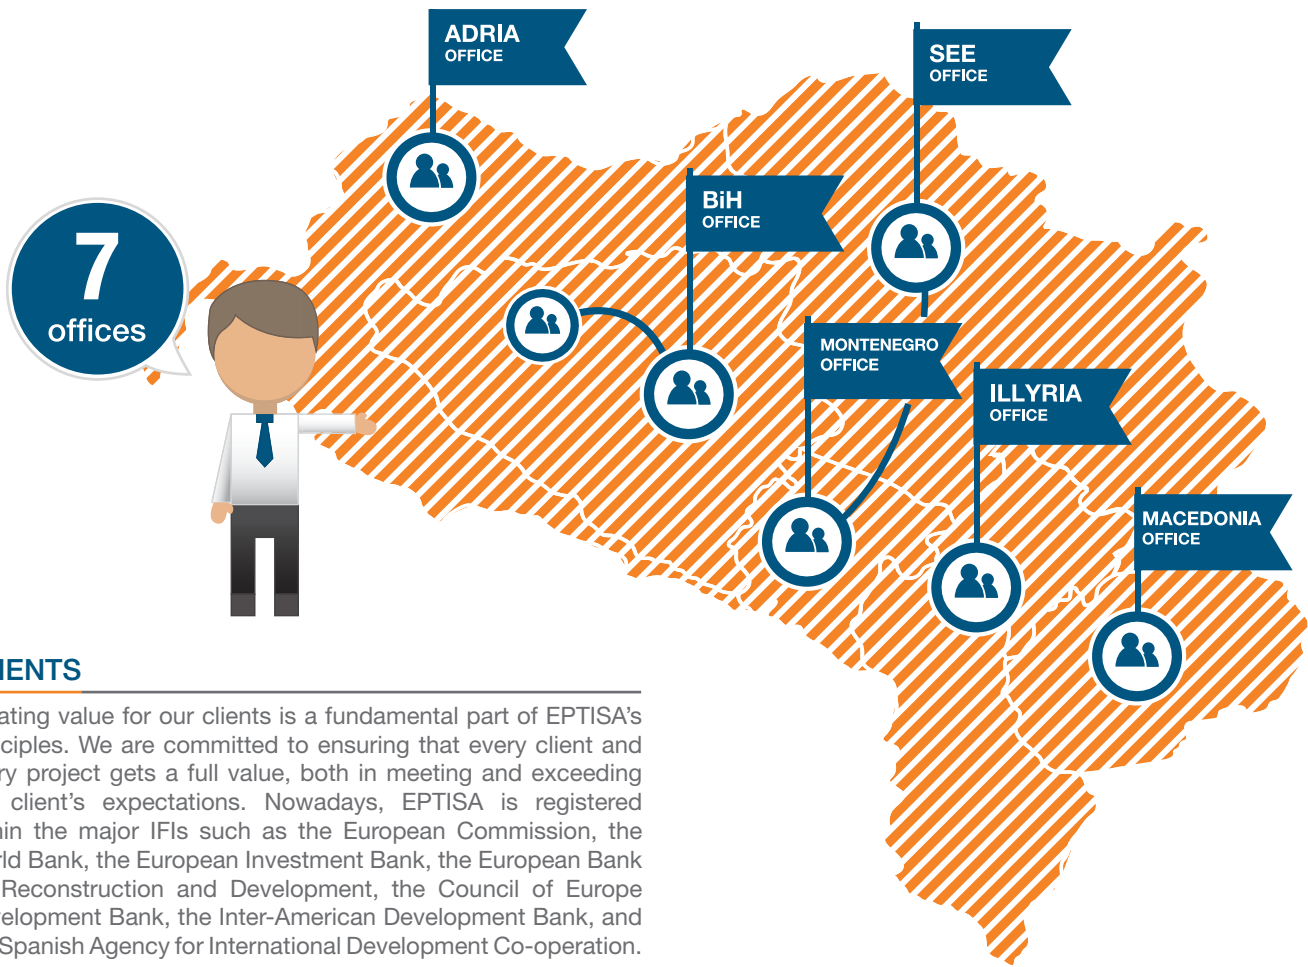 ADRIA
OFFICE
SEE
OFFICE
BiH
OFFICE
7
offices
MONTENEGRO
OFFICE
ILLYRIA
OFFICE
MACEDONIA
OFFICE
IENTS
ating value for our clients is a fundamental part of EPTISA’s
ciples. We are committed to ensuring that every client and
ry project gets a full value, both in meeting and exceeding
client’s expectations. Nowadays, EPTISA is registered
hin the major IFIs such as the European Commission, the
rld Bank, the European Investment Bank, the European Bank
Reconstruction and Development, the Council of Europe
velopment Bank, the Inter-American Development Bank, and
Spanish Agency for International Development Co-operation.